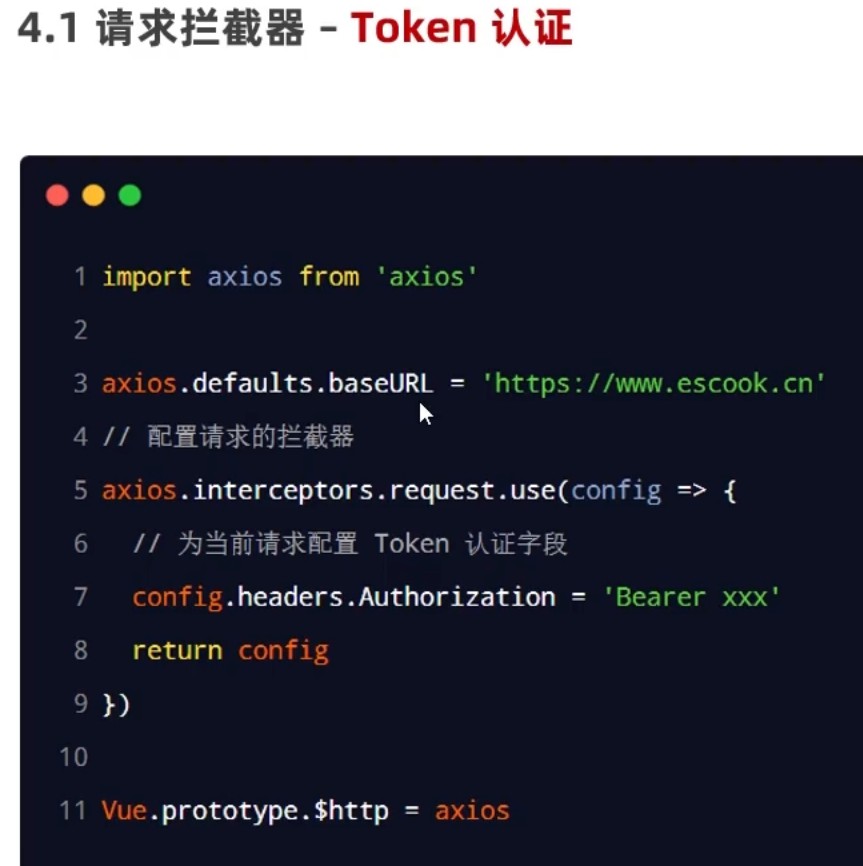 4.1 请求拦截器 – Token 认证
1 import axios from 'axios'
2
3 axios.defaults.baseURL = 'https://www.escook.cn'
4 // 配置请求的拦截器
5 axios.interceptors.request.use(config => {
6   // 为当前请求配置 Token 认证字段
7   config.headers.Authorization = 'Bearer xxx'
8   return config
9 })
10
11 Vue.prototype.$http = axios